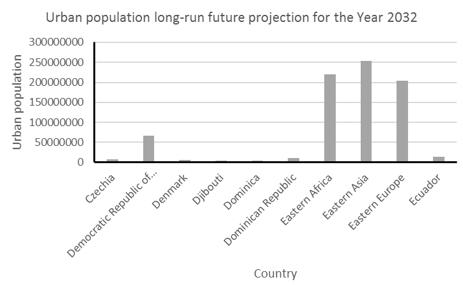 Urban population long-run future projection for the Year 2032
Urban population
300000000
250000000
200000000
150000000
100000000
50000000
0
Czechia
Democratic Republic of...
Denmark
Djibouti
Dominica
Dominican Republic
Eastern Africa
Eastern Asia
Eastern Europe
Ecuador
Country